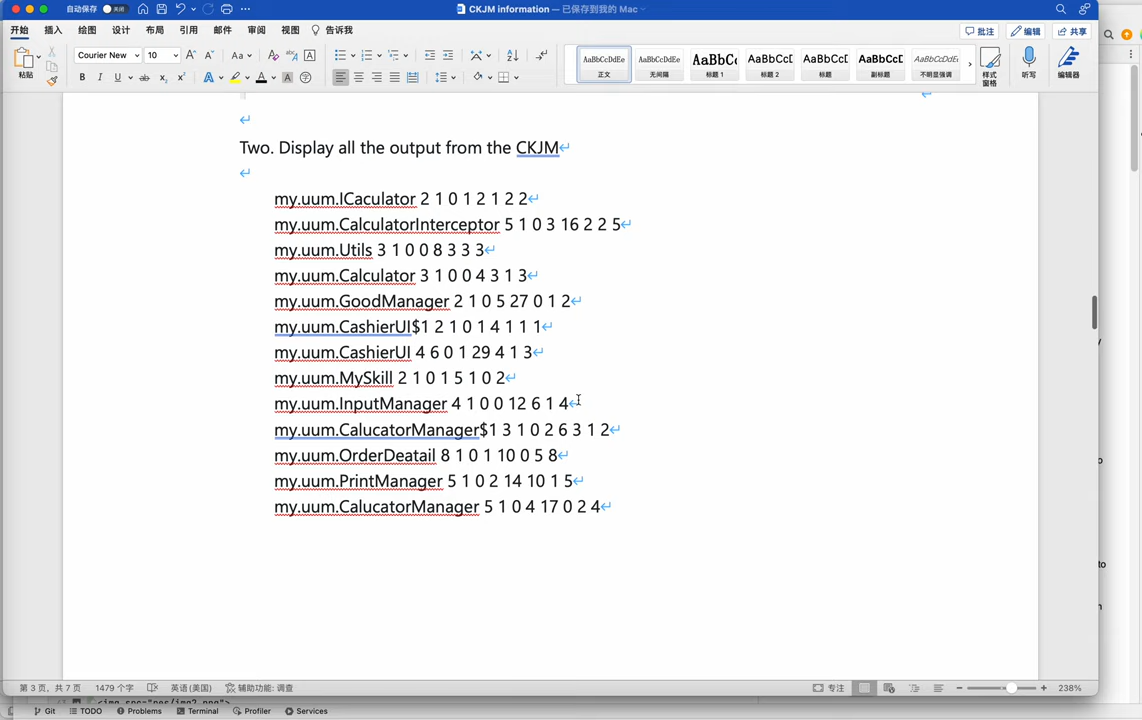 自动保存 关闭 CKJM information — 已保存到我的 Mac
开始 插入 绘图 设计 布局 引用 邮件 审阅 视图 告诉我 批注 编辑 共享
粘贴 Courier New 10 AaBbCcDdEe AaBbCcDdEe AaBbCc AaBbCcDc AaBbCcDc AaBbCcDc AaBbCcDdEe
正文 无间隔 标题 1 标题 2 标题 副标题 不明显强调 样式窗格 听写 编辑器
Two. Display all the output from the CKJM
my.uum.ICaculator 2 1 0 1 2 1 2 2
my.uum.CalculatorInterceptor 5 1 0 3 16 2 2 5
my.uum.Utils 3 1 0 0 8 3 3 3
my.uum.Calculator 3 1 0 0 4 3 1 3
my.uum.GoodManager 2 1 0 5 27 0 1 2
my.uum.CashierUI$1 2 1 0 1 4 1 1 1
my.uum.CashierUI 4 6 0 1 29 4 1 3
my.uum.MySkill 2 1 0 1 5 1 0 2
my.uum.InputManager 4 1 0 0 12 6 1 4
my.uum.CalucatorManager$1 3 1 0 2 6 3 1 2
my.uum.OrderDeatail 8 1 0 1 10 0 5 8
my.uum.PrintManager 5 1 0 2 14 10 1 5
my.uum.CalucatorManager 5 1 0 4 17 0 2 4
第 3 页，共 7 页 1479 个字 英语(美国) 辅助功能: 调查 专注 238%
Git TODO Problems Terminal Profiler Services